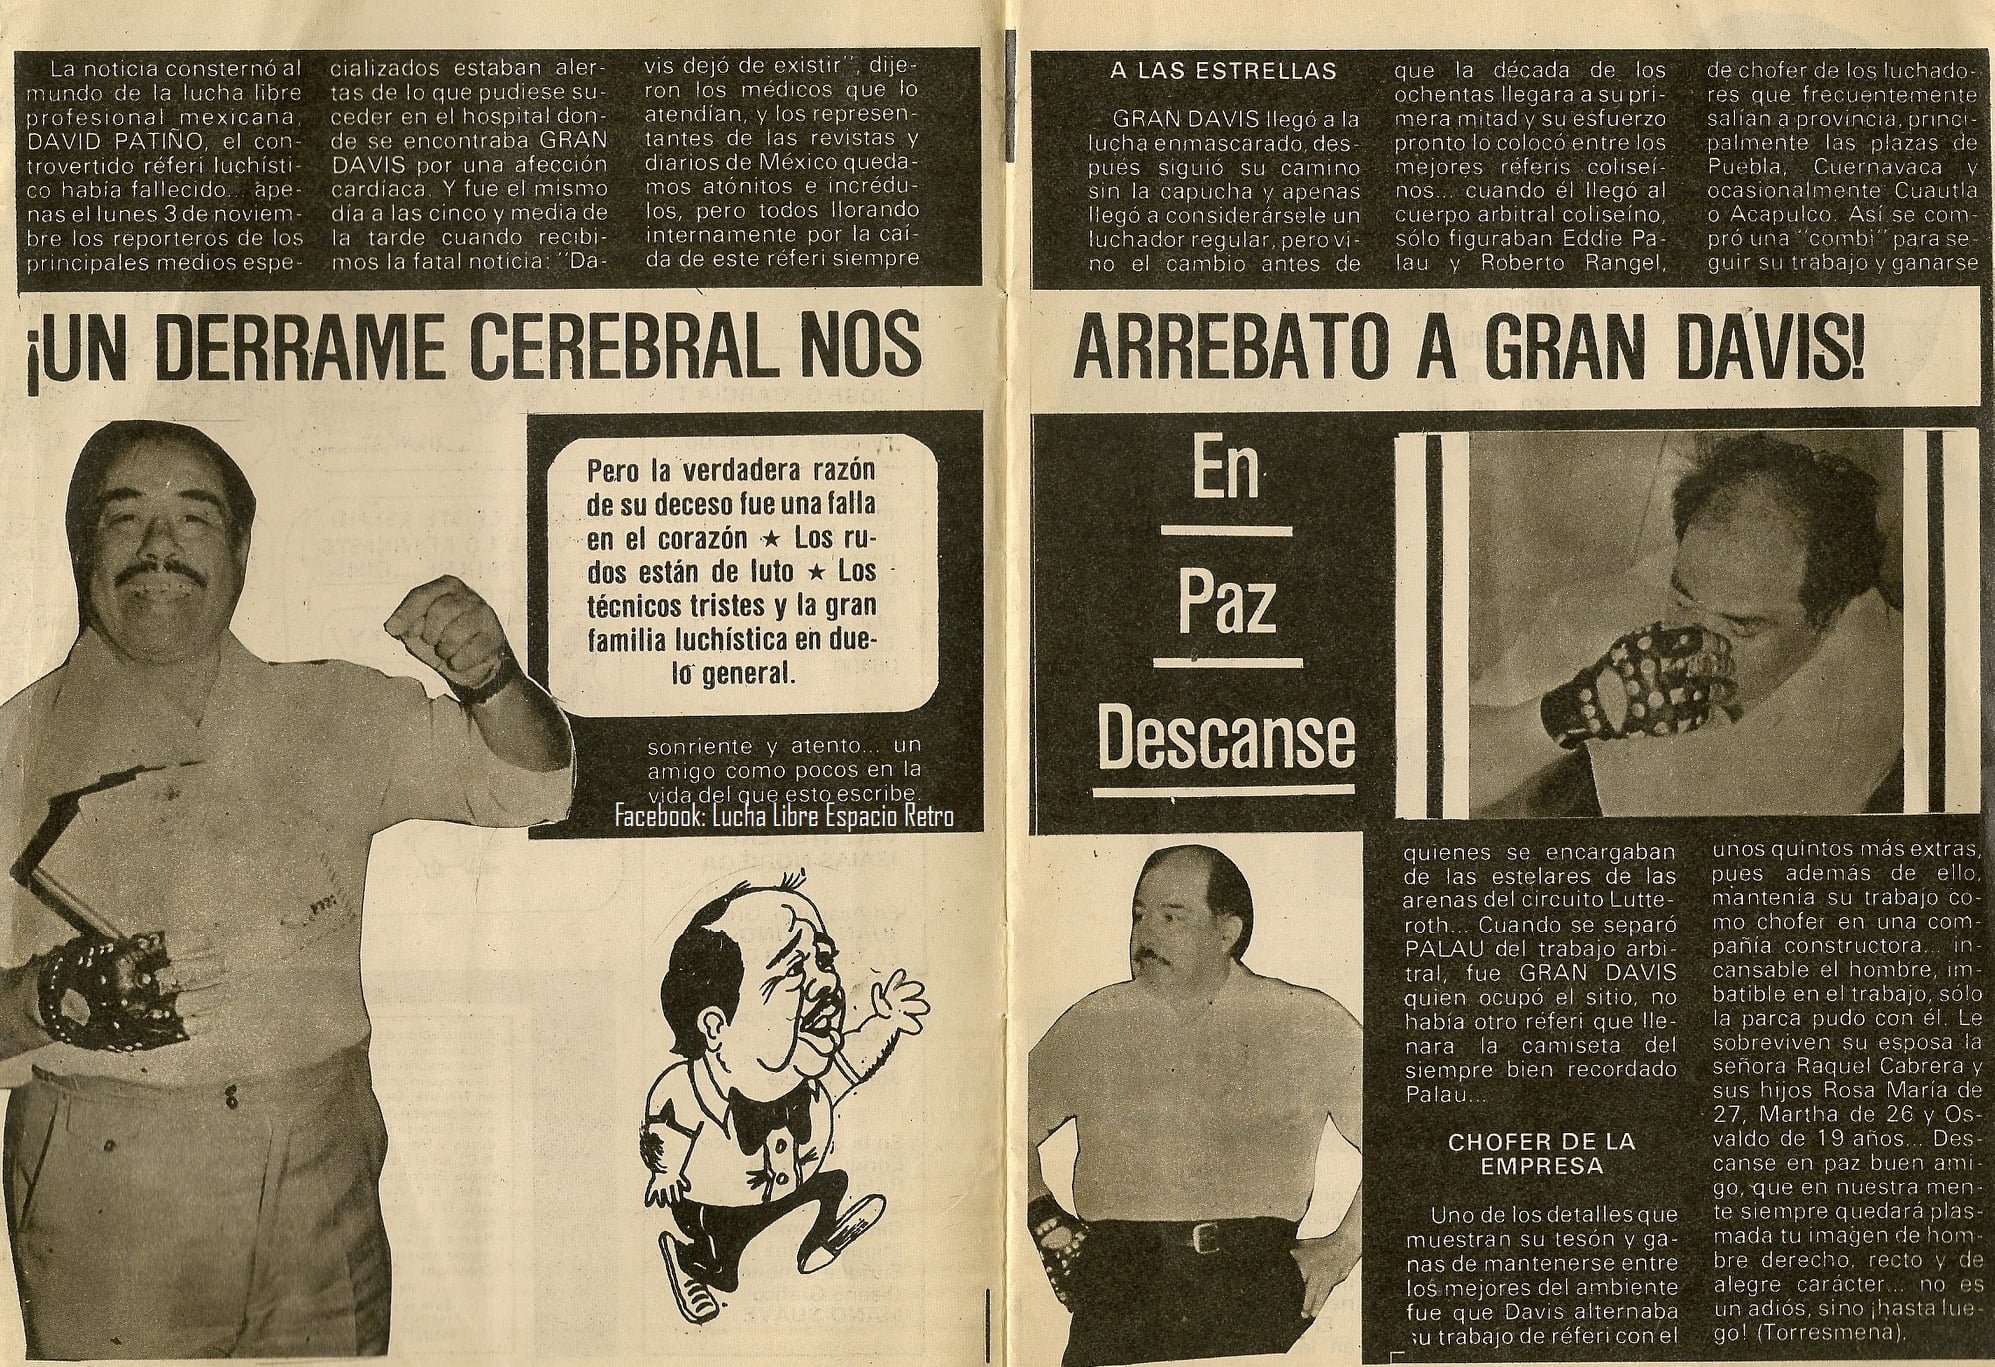 La noticia consternó al
mundo de la lucha libre
profesional mexicana,
DAVID PATIÑO, el con-
trovertido réferi luchísti-
co había fallecido... ape-
nas el lunes 3 de noviem-
bre los reporteros de los
principales medios espe-
cializados estaban aler-
tas de lo que pudiese su-
ceder en el hospital don-
de se encontraba GRAN
DAVIS por una afección
cardíaca. Y fue el mismo
día a las cinco y media de
la tarde cuando recibi-
mos la fatal noticia: "Da-
vis dejó de existir", dije-
ron los médicos que lo
atendían, y los represen-
tantes de las revistas y
diarios de México queda-
mos atónitos e incrédu-
los, pero todos llorando
internamente por la caí-
da de este réferi siempre
¡UN DERRAME CEREBRAL NOS ARREBATO A GRAN DAVIS!
Pero la verdadera razón
de su deceso fue una falla
en el corazón ★ Los ru-
dos están de luto ★ Los
técnicos tristes y la gran
familia luchística en due-
lo general.
sonriente y atento... un
amigo como pocos en la
vida del que esto escribe.
Facebook: Lucha Libre Espacio Retro
A LAS ESTRELLAS
GRAN DAVIS llegó a la
lucha enmascarado, des-
pués siguió su camino
sin la capucha y apenas
llegó a considerársele un
luchador regular, pero vi-
no el cambio antes de
que la década de los
ochentas llegara a su pri-
mera mitad y su esfuerzo
pronto lo colocó entre los
mejores réferis coliseí-
nos... cuando él llegó al
cuerpo arbitral coliseíno,
sólo figuraban Eddie Pa-
lau y Roberto Rangel,
En
Paz
Descanse
quienes se encargaban
de las estelares de las
arenas del circuito Lutte-
roth... Cuando se separó
PALAU del trabajo arbi-
tral, fue GRAN DAVIS
quien ocupó el sitio, no
había otro réferi que lle-
nara la camiseta del
siempre bien recordado
Palau...
CHOFER DE LA
EMPRESA
Uno de los detalles que
muestran su tesón y ga-
nas de mantenerse entre
los mejores del ambiente
fue que Davis alternaba
su trabajo de réferi con el
de chofer de los luchado-
res que frecuentemente
salían a provincia, princi-
palmente las plazas de
Puebla, Cuernavaca y
ocasionalmente Cuautla
o Acapulco. Así se com-
pró una "combi" para se-
guir su trabajo y ganarse
unos quintos más extras,
pues además de ello,
mantenía su trabajo co-
mo chofer en una com-
pañía constructora... in-
cansable el hombre, im-
batible en el trabajo, sólo
la parca pudo con él. Le
sobreviven su esposa la
señora Raquel Cabrera y
sus hijos Rosa María de
27, Martha de 26 y Os-
valdo de 19 años... Des-
canse en paz buen ami-
go, que en nuestra men-
te siempre quedará plas-
mada tu imagen de hom-
bre derecho, recto y de
alegre carácter... no es
un adiós, sino ¡hasta lue-
go! (Torresmena).